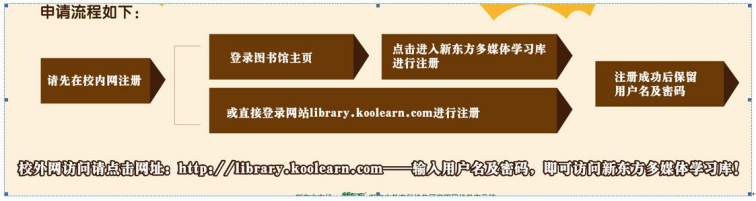 申请流程如下：
请先在校内网注册
登录图书馆主页
点击进入新东方多媒体学习库
进行注册
或直接登录网站library.koolearn.com进行注册
注册成功后保留
用户名及密码
校外网访问请点击网址：http://library.koolearn.com——输入用户名及密码，即可访问新东方多媒体学习库！